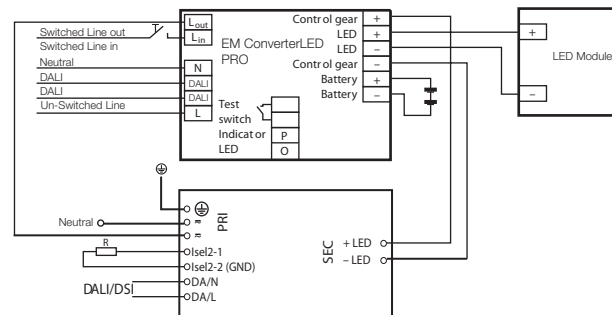 Switched Line out
Switched Line in
Neutral
DALI
DALI
Un-Switched Line
Lout
Lin
N
DALI
DALI
L
EM ConverterLED
PRO
Test
switch
Indicator
LED
P
O
Control gear +
LED +
LED –
Control gear –
Battery +
Battery –
+
LED Module
–
Neutral
R
DALI/DSI
PRI
Isel2-1
Isel2-2 (GND)
DA/N
DA/L
SEC
+ LED
– LED